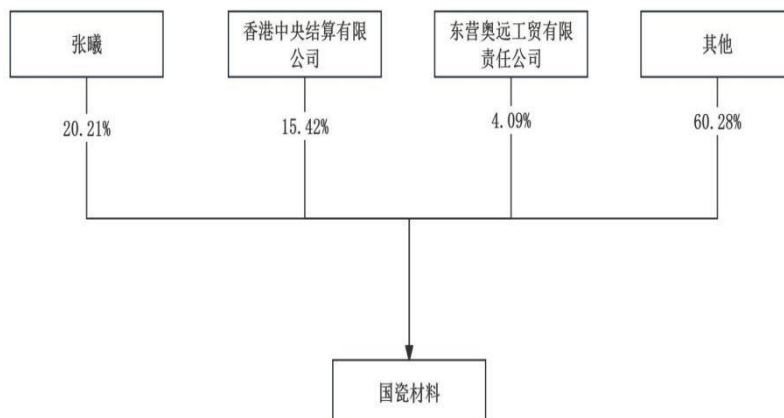 张曦
香港中央结算有限
公司
东营奥远工贸有限
责任公司
其他
20.21%
15.42%
4.09%
60.28%
国瓷材料